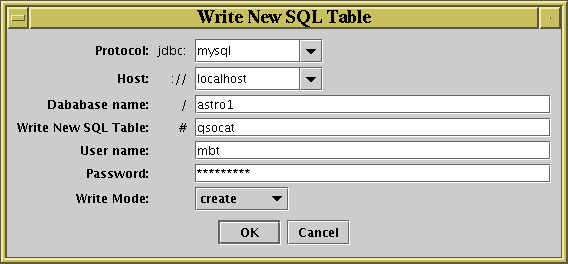 Write New SQL Table
Protocol: jdbc: mysql
Host: :// localhost
Dababase name: / astro1
Write New SQL Table: # qsocat
User name: mbt
Password: *********
Write Mode: create
OK Cancel